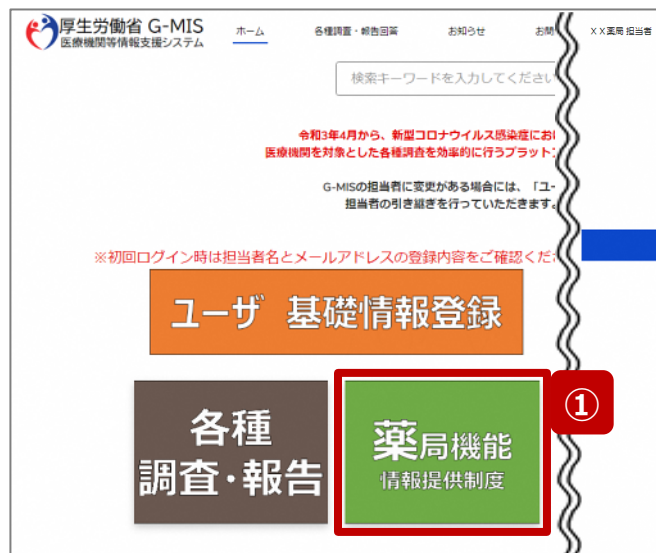 厚生労働省 G-MIS
医療機関等情報支援システム
ホーム
各種調査・報告回答
お知らせ
お問
XX薬局 担当者
検索キーワードを入力してください
令和3年4月から、新型コロナウイルス感染症にお
医療機関を対象とした各種調査を効率的に行うプラット
G-MISの担当者に変更がある場合には、「ユー
担当者の引き継ぎを行っていただきます。
※初回ログイン時は担当者名とメールアドレスの登録内容をご確認くだ
ユーザ 基礎情報登録
各種
調査・報告
薬局機能
情報提供制度
①